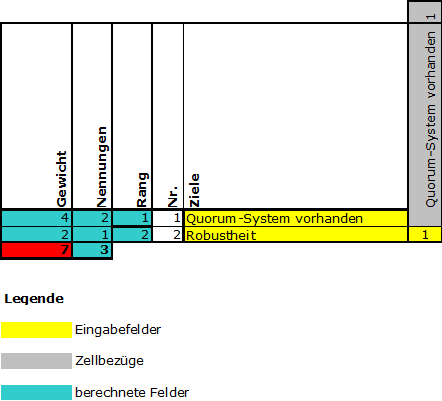 1
Gewicht Nennungen Rang Nr. Ziele Quorum-System vorhanden
4 2 1 1 Quorum-System vorhanden
2 1 2 2 Robustheit 1
7 3
Legende
Eingabefelder
Zellbezüge
berechnete Felder